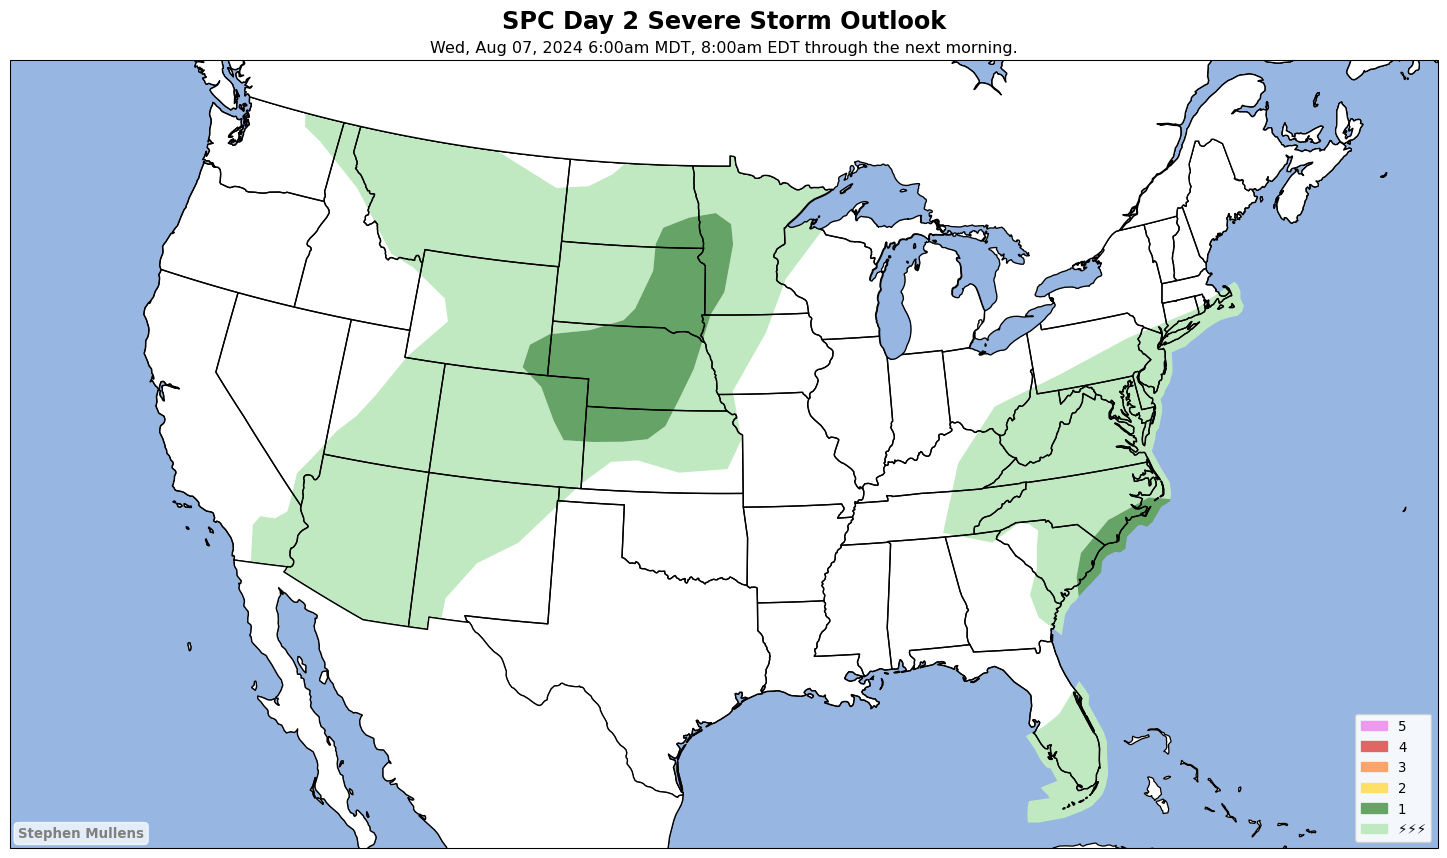 SPC Day 2 Severe Storm Outlook
Wed, Aug 07, 2024 6:00am MDT, 8:00am EDT through the next morning.
5
4
3
2
1
⚡⚡⚡
Stephen Mullens